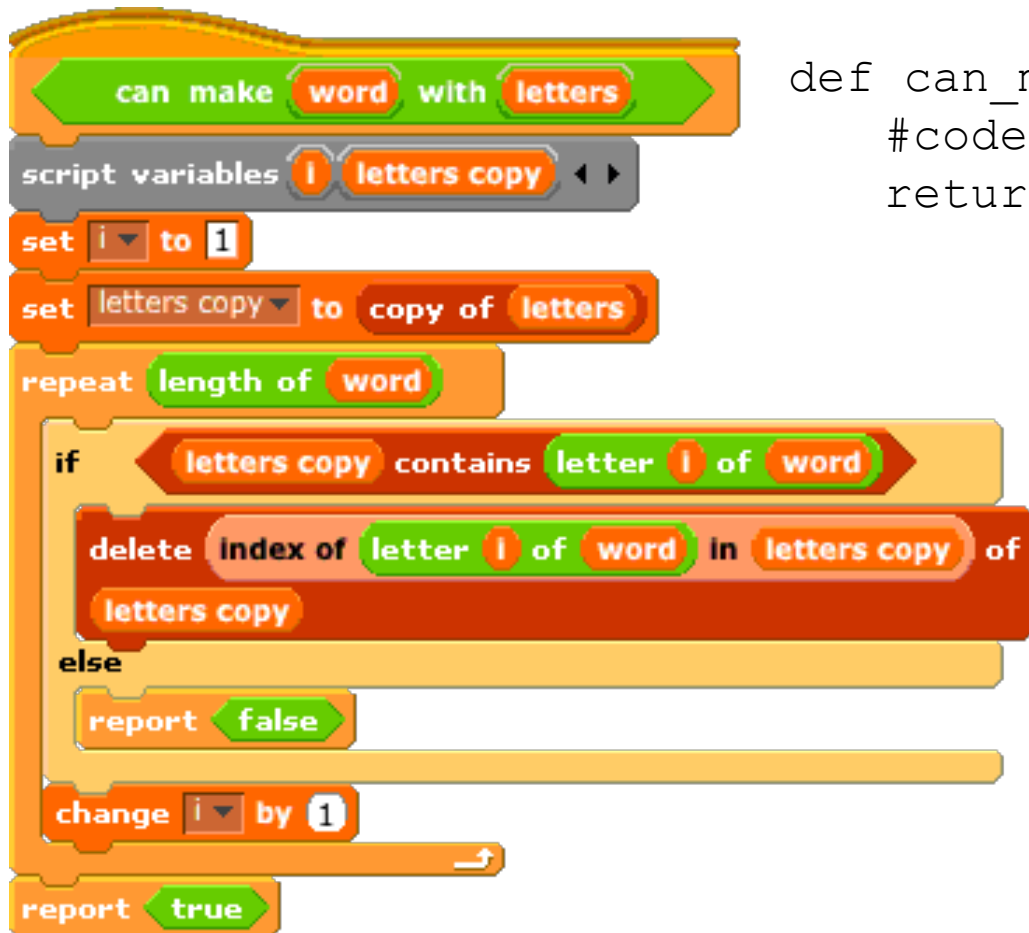 can make word with letters
script variables i letters copy
set i to 1
set letters copy to copy of letters
repeat length of word
if letters copy contains letter i of word
delete index of letter i of word in letters copy of
letters copy
else
report false
change i by 1
report true
def can_
#code
retur